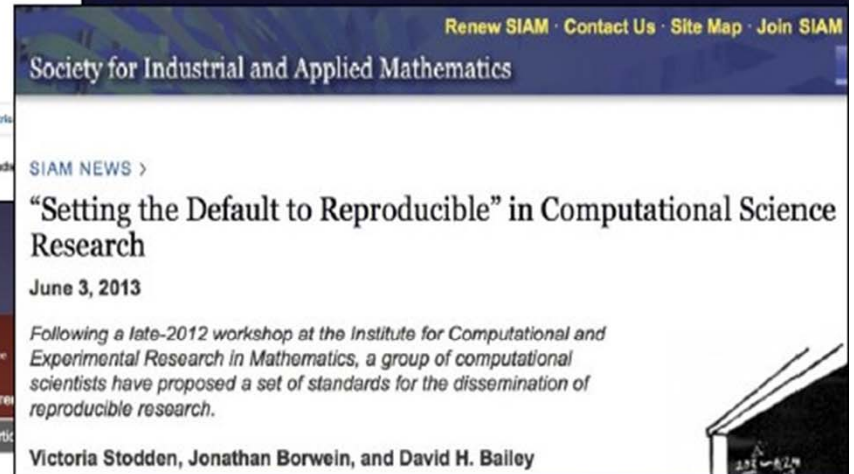 Renew SIAM · Contact Us · Site Map · Join SIAM
Society for Industrial and Applied Mathematics
SIAM NEWS >
“Setting the Default to Reproducible” in Computational Science
Research
June 3, 2013
Following a late-2012 workshop at the Institute for Computational and
Experimental Research in Mathematics, a group of computational
scientists have proposed a set of standards for the dissemination of
reproducible research.
Victoria Stodden, Jonathan Borwein, and David H. Bailey